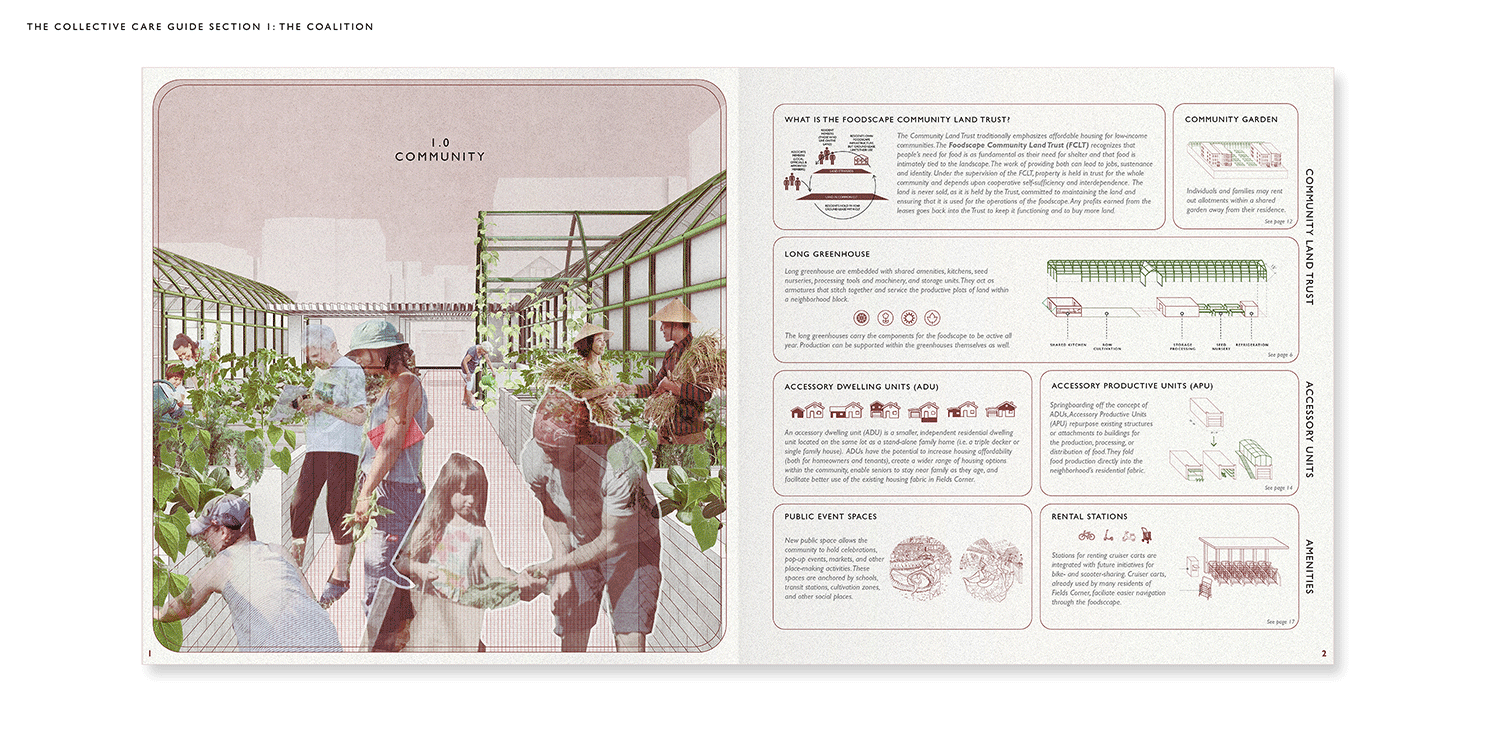 THE COLLECTIVE CARE GUIDE SECTION 1: THE COALITION
1.0
COMMUNITY
1
WHAT IS THE FOODSCAPE COMMUNITY LAND TRUST?
The Community Land Trust traditionally emphasizes affordable housing for low-income
communities. The Foodscape Community Land Trust (FCLT) recognizes that
people's need for food is as fundamental as their need for shelter and that food is
intimately tied to the landscape. The work of providing both can lead to jobs, sustenance
and identity. Under the supervision of the FCLT, property is held in trust for the whole
community and depends upon cooperative self-sufficiency and interdependence. The
land is never sold, as it is held by the Trust, committed to maintaining the land and
ensuring that it is used for the operations of the foodscape. Any profits earned from the
leases goes back into the Trust to keep it functioning and to buy more land.
COMMUNITY GARDEN
Individuals and families may rent
out allotments within a shared
garden away from their residence.
See page 12
LONG GREENHOUSE
Long greenhouse are embedded with shared amenities, kitchens, seed
nurseries, processing tools and machinery, and storage units. They act as
armatures that stitch together and service the productive plots of land within
a neighborhood block.
The long greenhouses carry the components for the foodscape to be active all
year. Production can be supported within the greenhouses themselves as well.
SHARED KITCHEN
ROW
CULTIVATION
STORAGE
PROCESSING
SEED
NURSERY
REFRIGERATION
See page 6
COMMUNITY LAND TRUST
ACCESSORY DWELLING UNITS (ADU)
An accessory dwelling unit (ADU) is a smaller, independent residential dwelling
unit located on the same lot as a stand-alone family home (i.e. a triple decker or
single family house). ADUs have the potential to increase housing affordability
(both for homeowners and tenants), create a wider range of housing options
within the community, enable seniors to stay near family as they age, and
facilitate better use of the existing housing fabric in Fields Corner.
ACCESSORY PRODUCTIVE UNITS (APU)
Springboarding off the concept of
ADUs, Accessory Productive Units
(APU) repurpose existing structures
or attachments to buildings for
the production, processing, or
distribution of food. They fold
food production directly into the
neighborhood's residential fabric.
See page 14
ACCESSORY UNITS
PUBLIC EVENT SPACES
New public space allows the
community to hold celebrations,
pop-up events, markets, and other
place-making activities. These
spaces are anchored by schools,
transit stations, cultivation zones,
and other social places.
RENTAL STATIONS
Stations for renting cruiser carts are
integrated with future initiatives for
bike- and scooter-sharing. Cruiser carts,
already used by many residents of
Fields Corner, faciliate easier navigation
through the foodsccape.
See page 17
AMENITIES
2